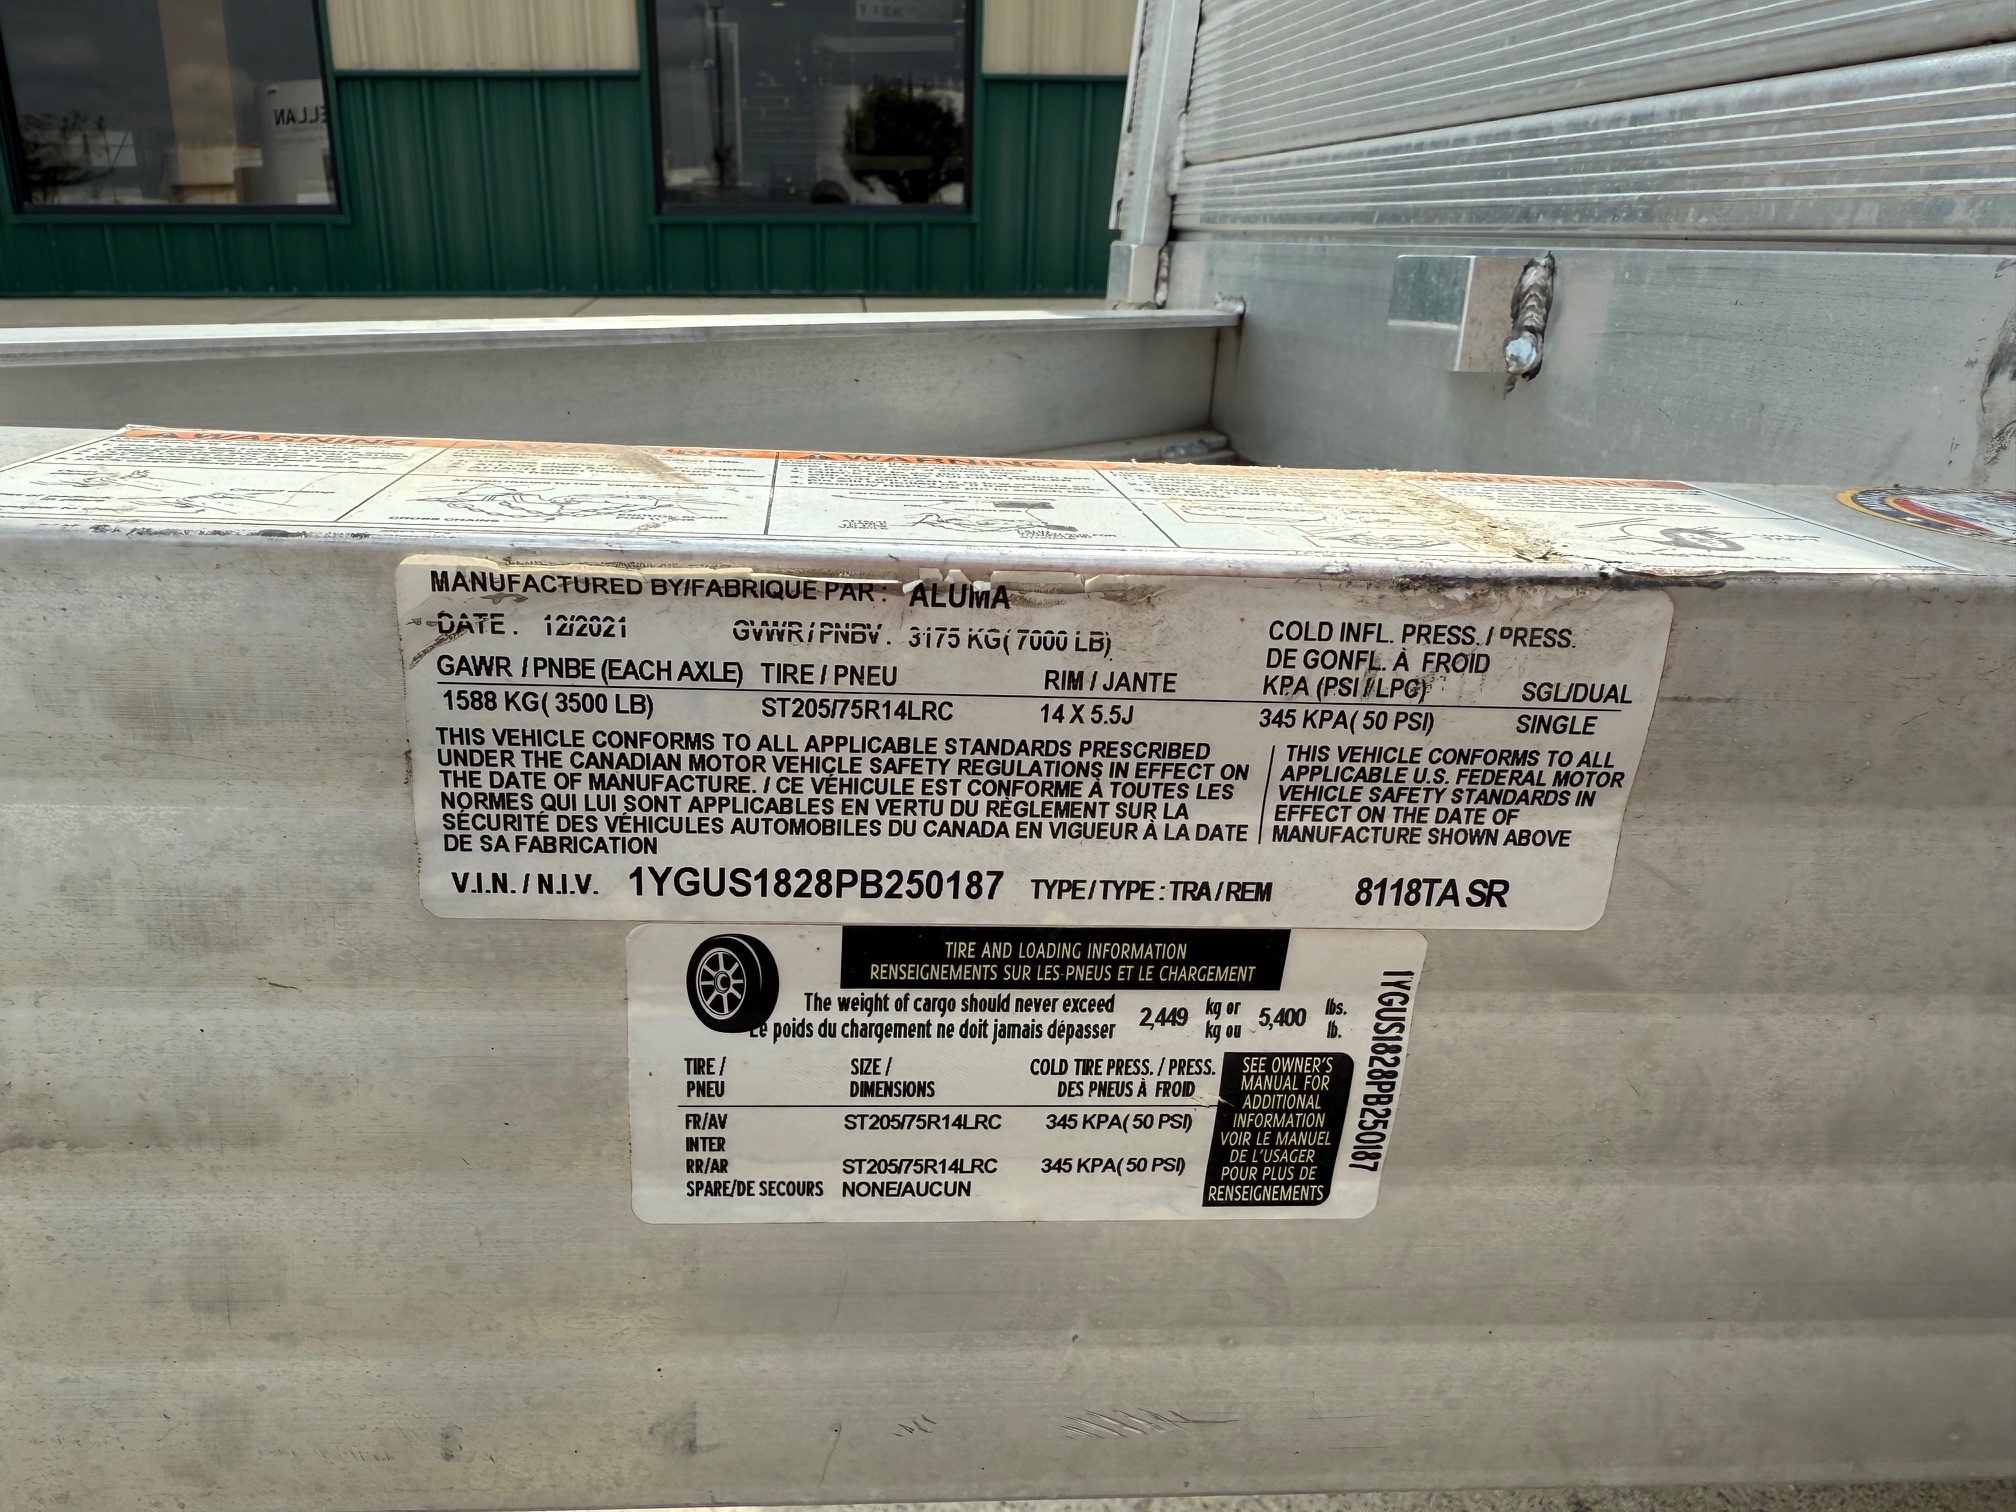 WARNING
WARNING
WARNING
CROSS CHAINS
MANUFACTURED BY/FABRIQUE PAR : ALUMA
DATE. 12/2021 GVWR / PNBV. 3175 KG( 7000 LB)
COLD INFL. PRESS. / PRESS.
DE GONFL. À FROID
GAWR / PNBE (EACH AXLE) TIRE / PNEU RIM / JANTE KPA (PSI / LPC) SGL/DUAL
1588 KG( 3500 LB) ST205/75R14LRC 14 X 5.5J 345 KPA( 50 PSI) SINGLE
THIS VEHICLE CONFORMS TO ALL APPLICABLE STANDARDS PRESCRIBED
UNDER THE CANADIAN MOTOR VEHICLE SAFETY REGULATIONS IN EFFECT ON
THE DATE OF MANUFACTURE. / CE VÉHICULE EST CONFORME À TOUTES LES
NORMES QUI LUI SONT APPLICABLES EN VERTU DU RÈGLEMENT SUR LA
SÉCURITÉ DES VÉHICULES AUTOMOBILES DU CANADA EN VIGUEUR À LA DATE
DE SA FABRICATION
THIS VEHICLE CONFORMS TO ALL
APPLICABLE U.S. FEDERAL MOTOR
VEHICLE SAFETY STANDARDS IN
EFFECT ON THE DATE OF
MANUFACTURE SHOWN ABOVE
V.I.N. / N.I.V. 1YGUS1828PB250187 TYPE / TYPE : TRA / REM 8118TA SR
TIRE AND LOADING INFORMATION
RENSEIGNEMENTS SUR LES PNEUS ET LE CHARGEMENT
The weight of cargo should never exceed 2,449 kg or 5,400 lbs.
Le poids du chargement ne doit jamais dépasser kg ou lb.
TIRE / SIZE / COLD TIRE PRESS. / PRESS.
PNEU DIMENSIONS DES PNEUS À FROID
FR/AV ST205/75R14LRC 345 KPA( 50 PSI)
INTER
RR/AR ST205/75R14LRC 345 KPA( 50 PSI)
SPARE/DE SECOURS NONE/AUCUN
SEE OWNER'S
MANUAL FOR
ADDITIONAL
INFORMATION
VOIR LE MANUEL
DE L'USAGER
POUR PLUS DE
RENSEIGNEMENTS
1YGUS1828PB250187